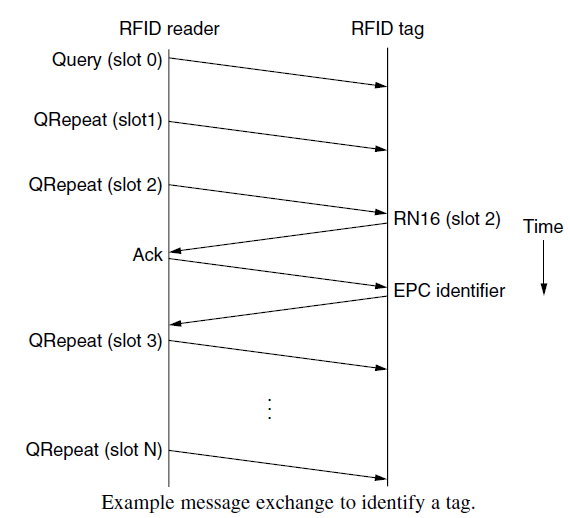 RFID reader
RFID tag
Query (slot 0)
QRepeat (slot1)
QRepeat (slot 2)
RN16 (slot 2)
Time
Ack
EPC identifier
QRepeat (slot 3)
QRepeat (slot N)
Example message exchange to identify a tag.